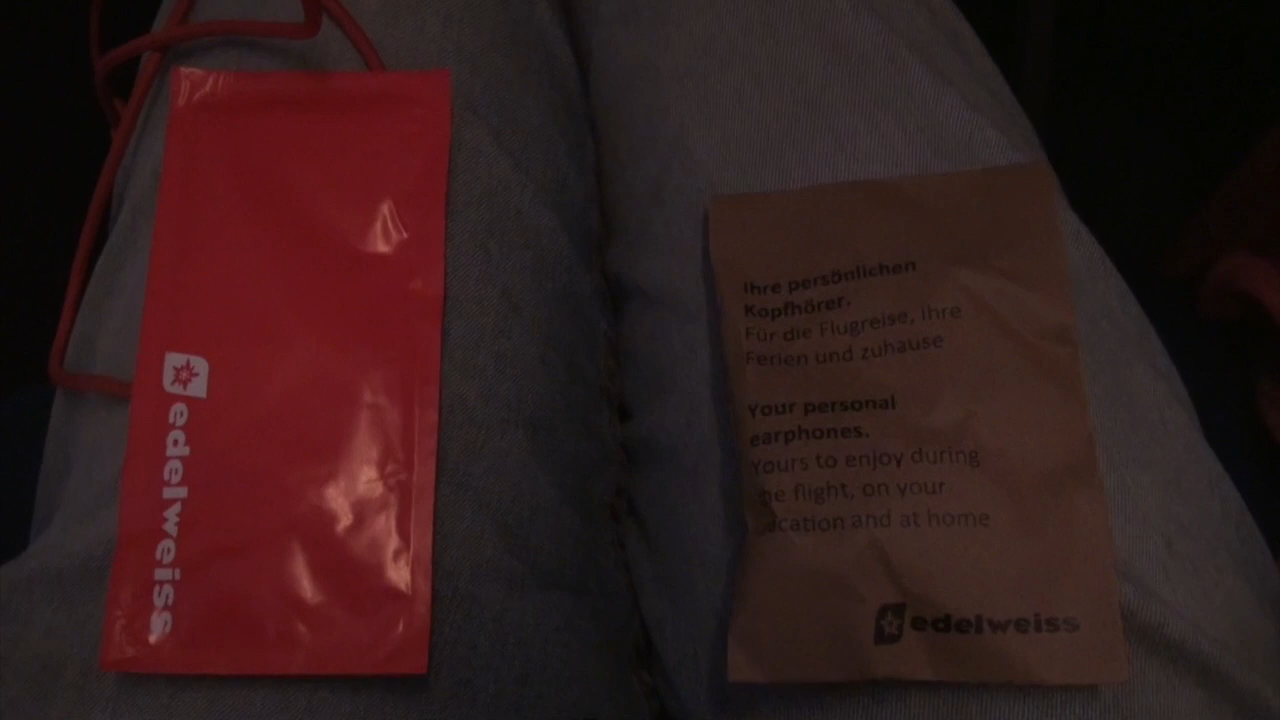 edelweiss
Ihre persönlichen
Kopfhörer.
Für die Flugreise, Ihre
Ferien und zuhause
Your personal
earphones.
Yours to enjoy during
he flight, on your
cation and at home
edelweiss